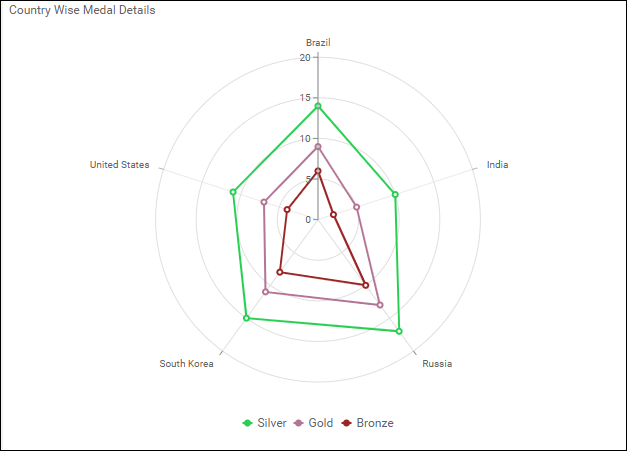 Country Wise Medal Details
Brazil
20
15
10
5
0
United States
India
South Korea
Russia
Silver Gold Bronze